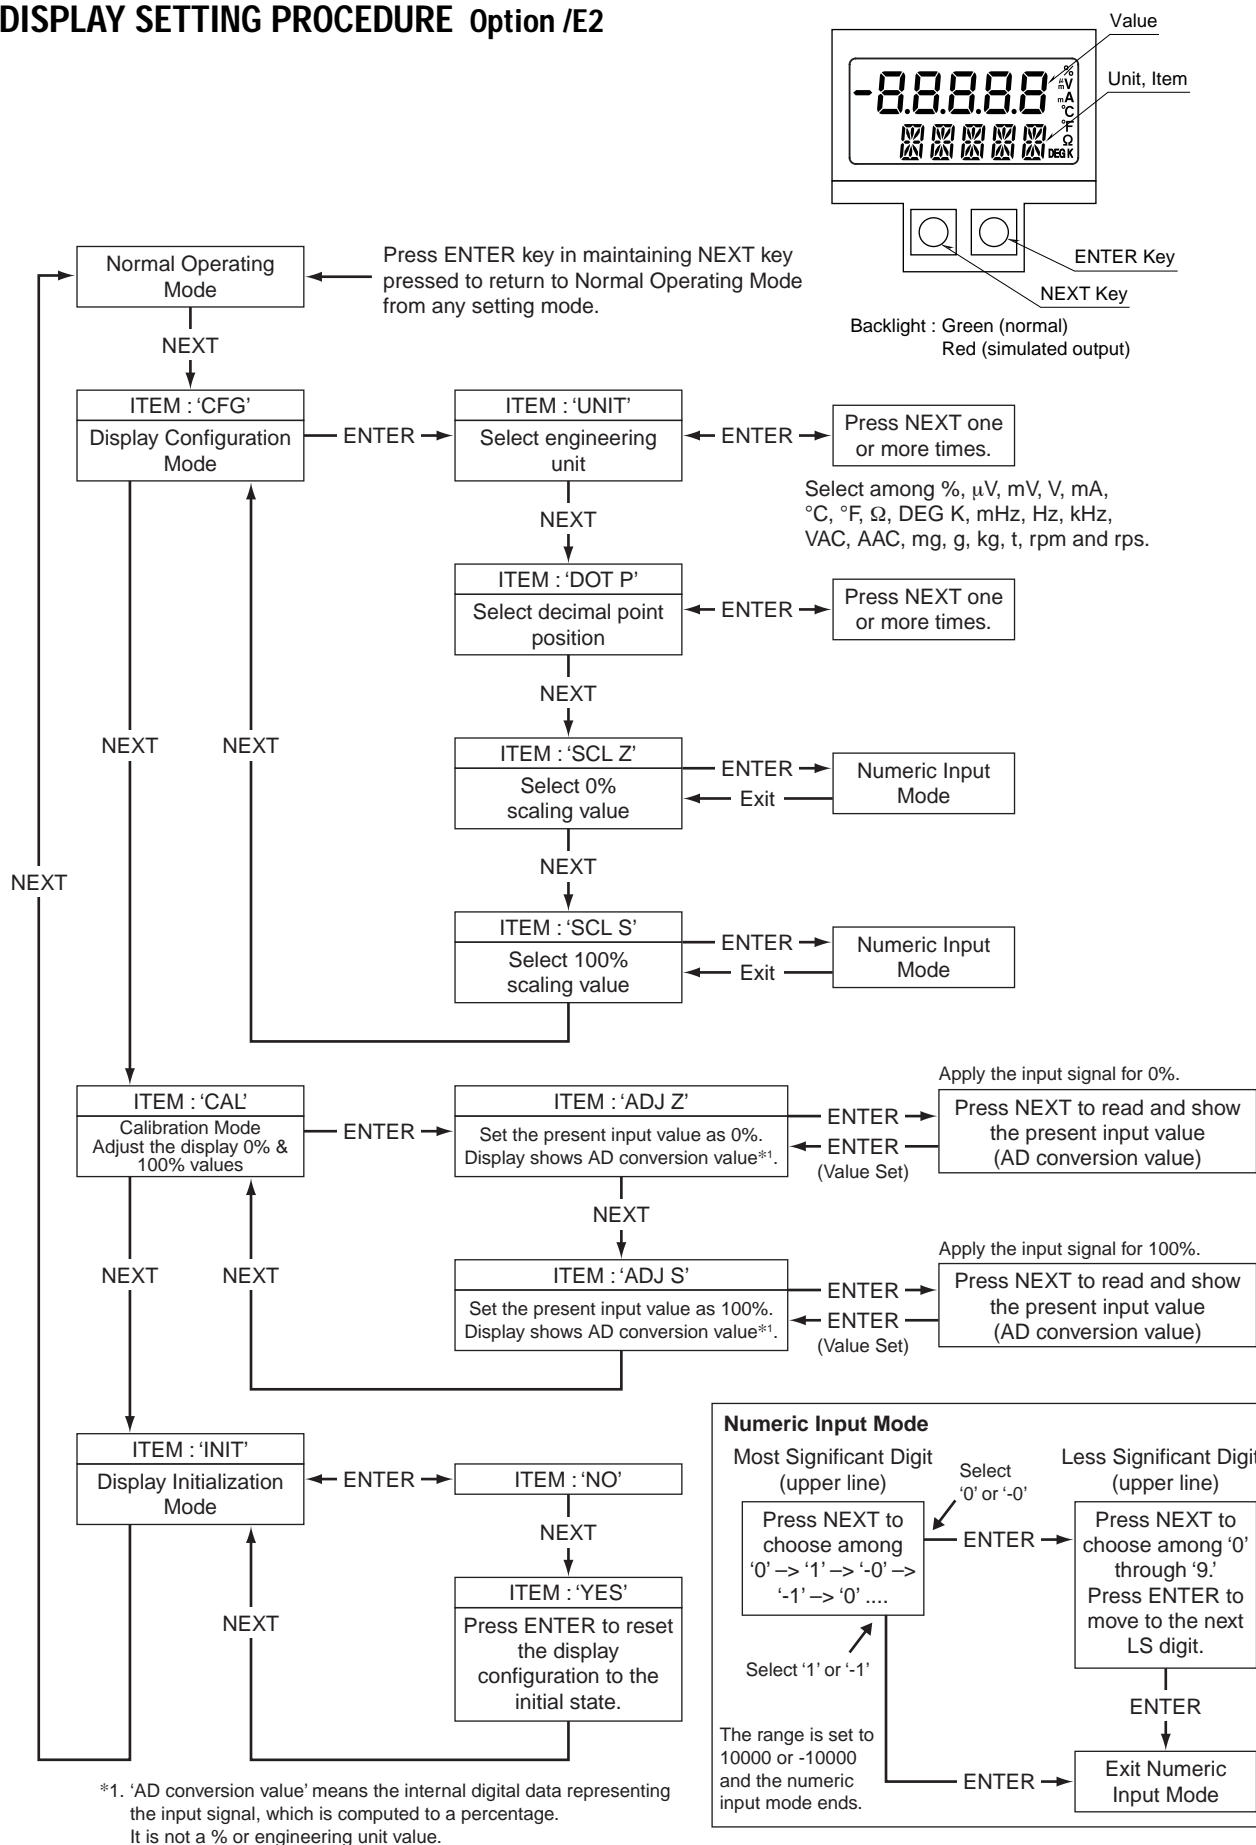 DISPLAY SETTING PROCEDURE Option /E2
Value
Unit, Item
-8.8.8.8.8
%
µ
m
V
mA
°C
°F
Ω
DEG K
ENTER Key
NEXT Key
Backlight : Green (normal)
Red (simulated output)
Normal Operating
Mode
Press ENTER key in maintaining NEXT key
pressed to return to Normal Operating Mode
from any setting mode.
NEXT
ITEM : ‘CFG’
Display Configuration
Mode
ENTER
ITEM : ‘UNIT’
Select engineering
unit
ENTER
Press NEXT one
or more times.
Select among %, µV, mV, V, mA,
°C, °F, Ω, DEG K, mHz, Hz, kHz,
VAC, AAC, mg, g, kg, t, rpm and rps.
NEXT
ITEM : ‘DOT P’
Select decimal point
position
ENTER
Press NEXT one
or more times.
NEXT
NEXT
NEXT
ITEM : ‘SCL Z’
Select 0%
scaling value
ENTER
Exit
Numeric Input
Mode
NEXT
NEXT
ITEM : ‘SCL S’
Select 100%
scaling value
ENTER
Exit
Numeric Input
Mode
ITEM : ‘CAL’
Calibration Mode
Adjust the display 0% &
100% values
ENTER
ITEM : ‘ADJ Z’
Set the present input value as 0%.
Display shows AD conversion value*1.
ENTER
ENTER
(Value Set)
Apply the input signal for 0%.
Press NEXT to read and show
the present input value
(AD conversion value)
NEXT
NEXT
NEXT
ITEM : ‘ADJ S’
Set the present input value as 100%.
Display shows AD conversion value*1.
ENTER
ENTER
(Value Set)
Apply the input signal for 100%.
Press NEXT to read and show
the present input value
(AD conversion value)
ITEM : ‘INIT’
Display Initialization
Mode
ENTER
ITEM : ‘NO’
NEXT
NEXT
ITEM : ‘YES’
Press ENTER to reset
the display
configuration to the
initial state.
Numeric Input Mode
Most Significant Digit
(upper line)
Select
‘0’ or ‘-0’
Less Significant Digit
(upper line)
Press NEXT to
choose among
‘0’ –> ‘1’ –> ‘-0’ –>
‘-1’ –> ‘0’ ....
ENTER
Press NEXT to
choose among ‘0’
through ‘9.’
Press ENTER to
move to the next
LS digit.
Select ‘1’ or ‘-1’
ENTER
The range is set to
10000 or -10000
and the numeric
input mode ends.
ENTER
Exit Numeric
Input Mode
*1. ‘AD conversion value’ means the internal digital data representing
the input signal, which is computed to a percentage.
It is not a % or engineering unit value.